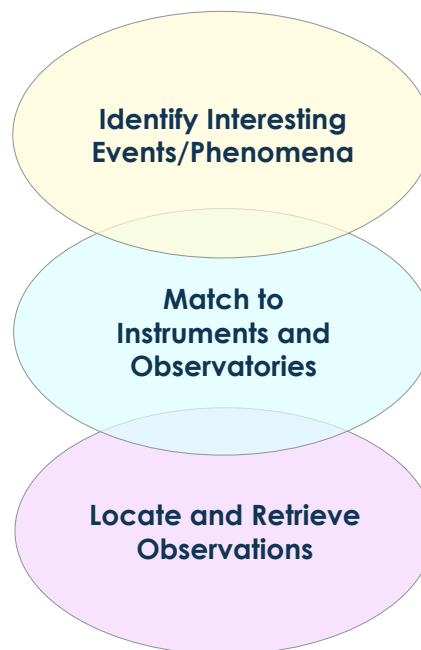 Identify Interesting
Events/Phenomena
Match to
Instruments and
Observatories
Locate and Retrieve
Observations